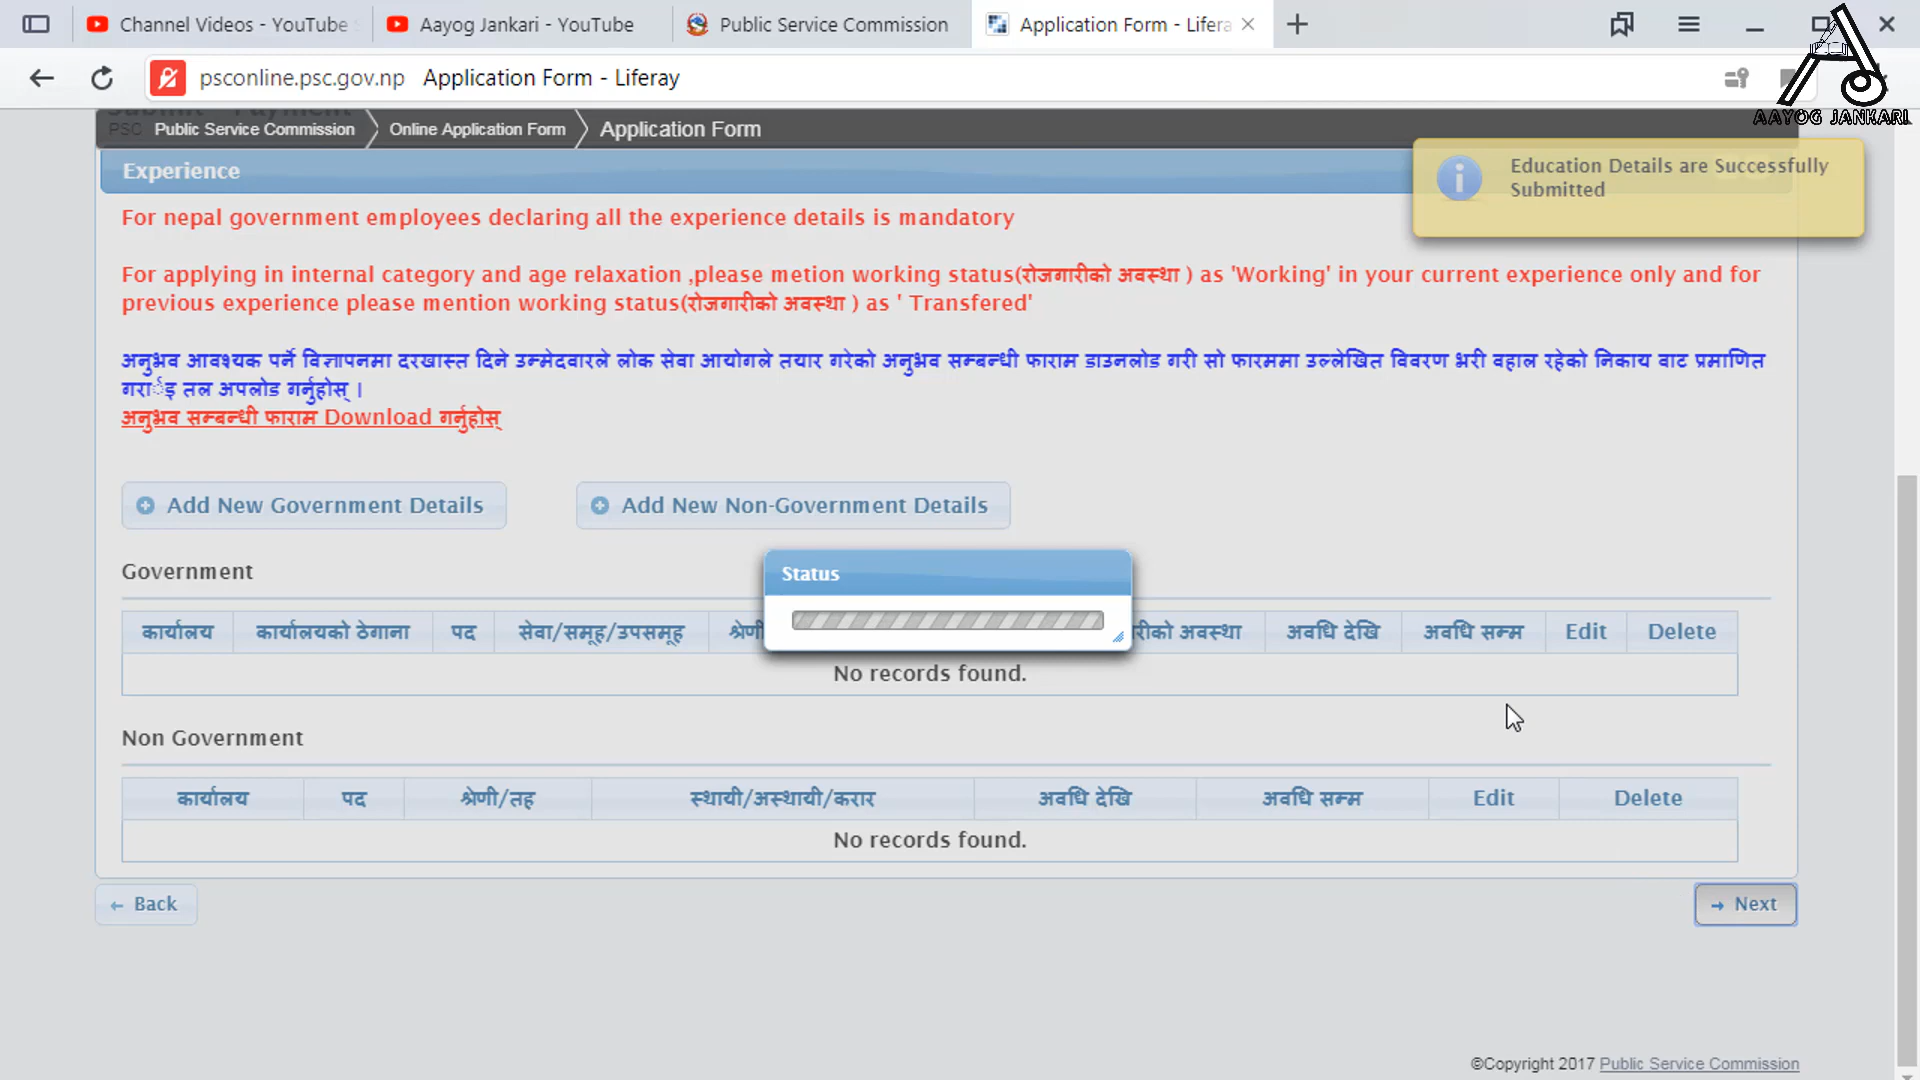 Channel Videos - YouTube
Aayog Jankari - YouTube
Public Service Commission
Application Form - Lifera
psconline.psc.gov.np
Application Form - Liferay
AAYOG JANKARI
PSC
Public Service Commission
Online Application Form
Application Form
Experience
Education Details are Successfully
Submitted
For nepal government employees declaring all the experience details is mandatory
For applying in internal category and age relaxation ,please metion working status(रोजगारीको अवस्था ) as 'Working' in your current experience only and for
previous experience please mention working status(रोजगारीको अवस्था ) as ' Transfered'
अनुभव आवश्यक पर्ने विज्ञापनमा दरखास्त दिने उम्मेदवारले लोक सेवा आयोगले तयार गरेको अनुभव सम्बन्धी फाराम डाउनलोड गरी सो फारममा उल्लेखित विवरण भरी वहाल रहेको निकाय वाट प्रमाणित
गरार्इ तल अपलोड गर्नुहोस् ।
अनुभव सम्बन्धी फाराम Download गर्नुहोस्
Add New Government Details
Add New Non-Government Details
Status
Government
कार्यालय कार्यालयको ठेगाना पद सेवा/समूह/उपसमूह अवस्था अवधि देखि अवधि सम्म Edit Delete
No records found.
Non Government
कार्यालय पद श्रेणी/तह स्थायी/अस्थायी/करार अवधि देखि अवधि सम्म Edit Delete
No records found.
Back
Next
©Copyright 2017 Public Service Commission